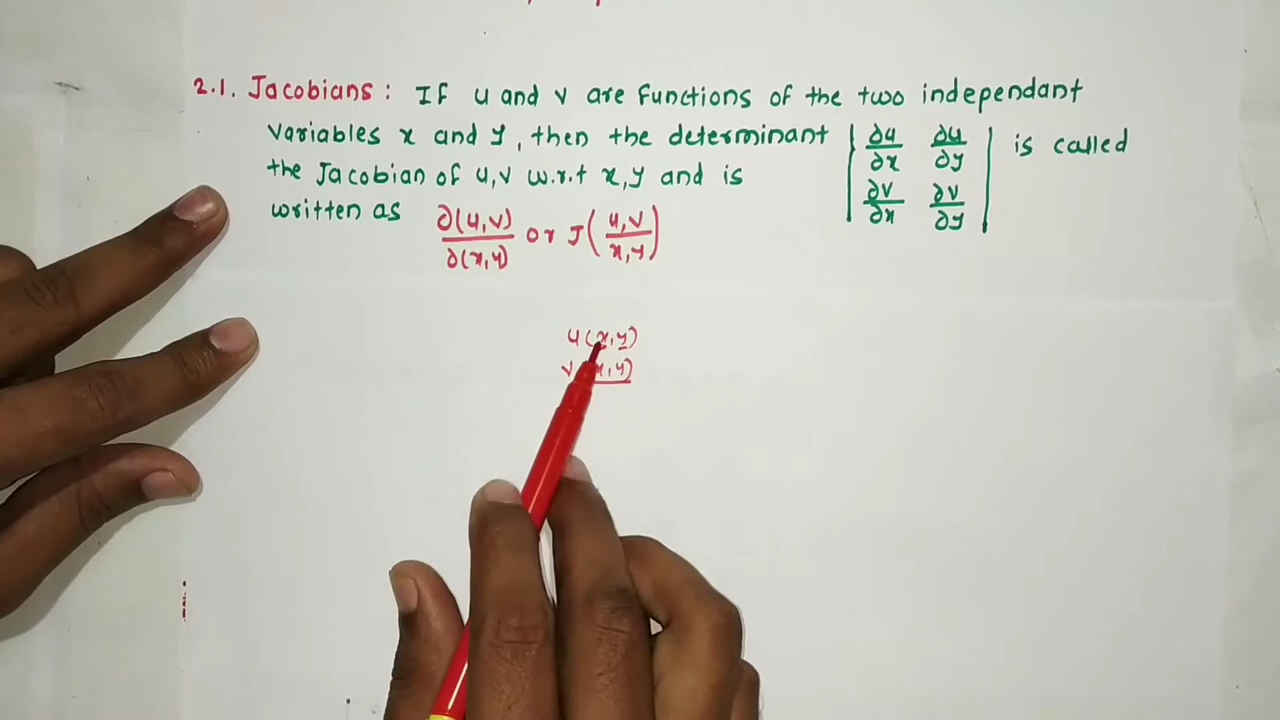 2.1. Jacobians: If u and v are functions of the two independant
variables x and y, then the determinant | ∂u/∂x ∂u/∂y ; ∂v/∂x ∂v/∂y | is called
the Jacobian of u,v w.r.t x,y and is
written as ∂(u,v)/∂(x,y) or J(u,v/x,y)
u(x,y)
v(x,y)